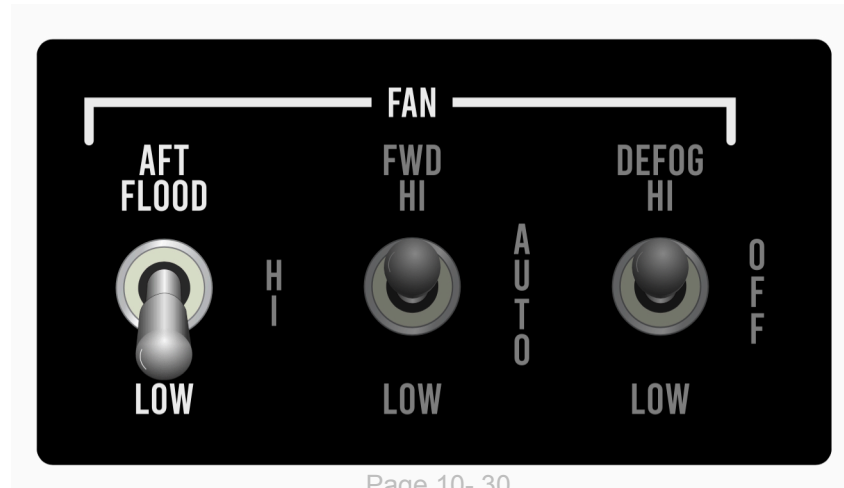 FAN
AFT
FLOOD
HI
LOW
FWD
HI
AUTO
LOW
DEFOG
HI
OFF
LOW
Page 10- 30